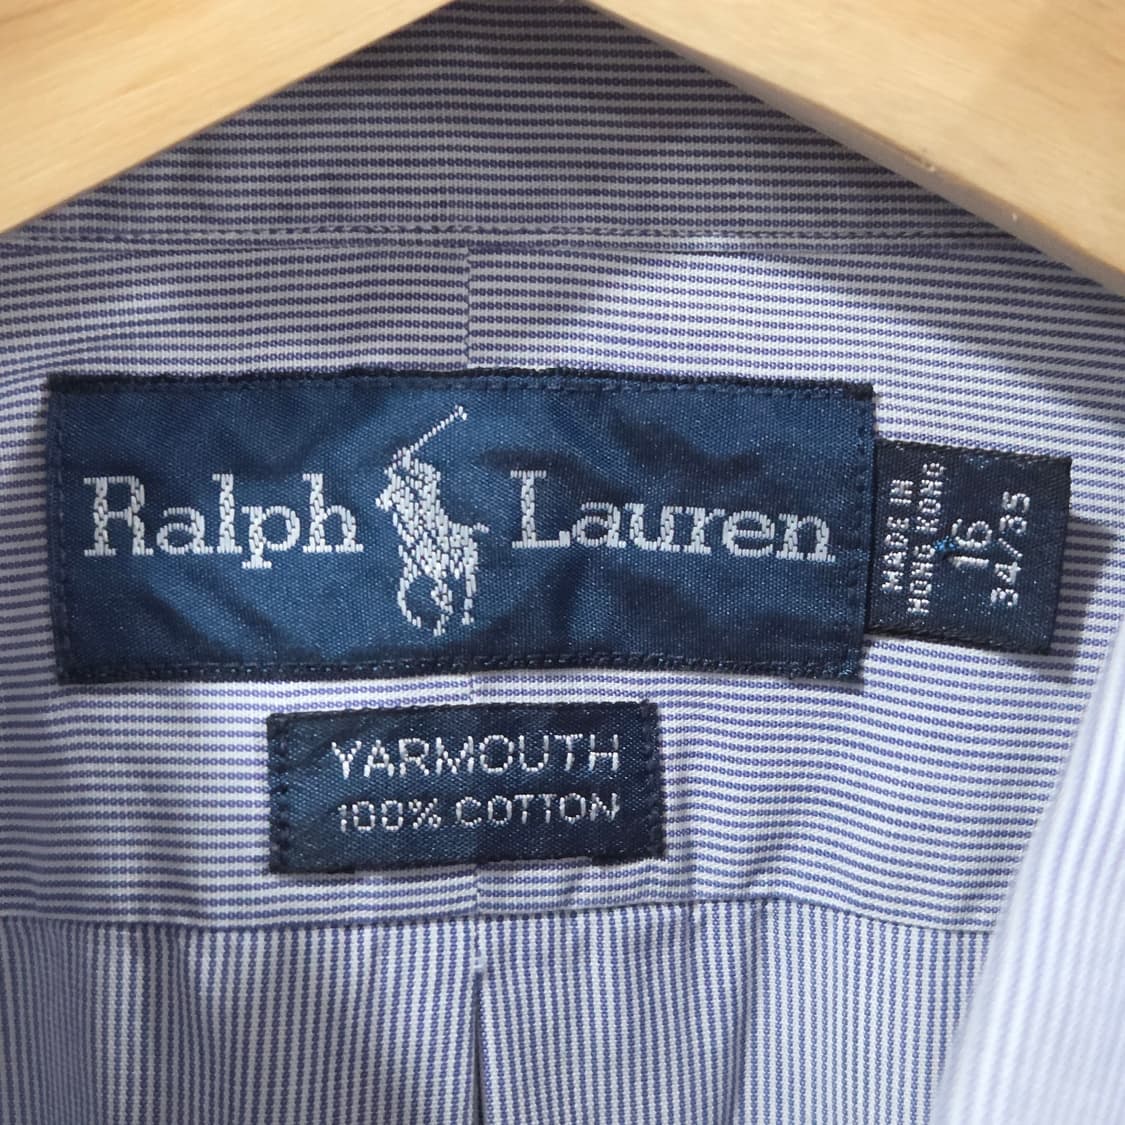 Ralph Lauren
MADE IN
HONG KONG
16
34/35
YARMOUTH
100% COTTON